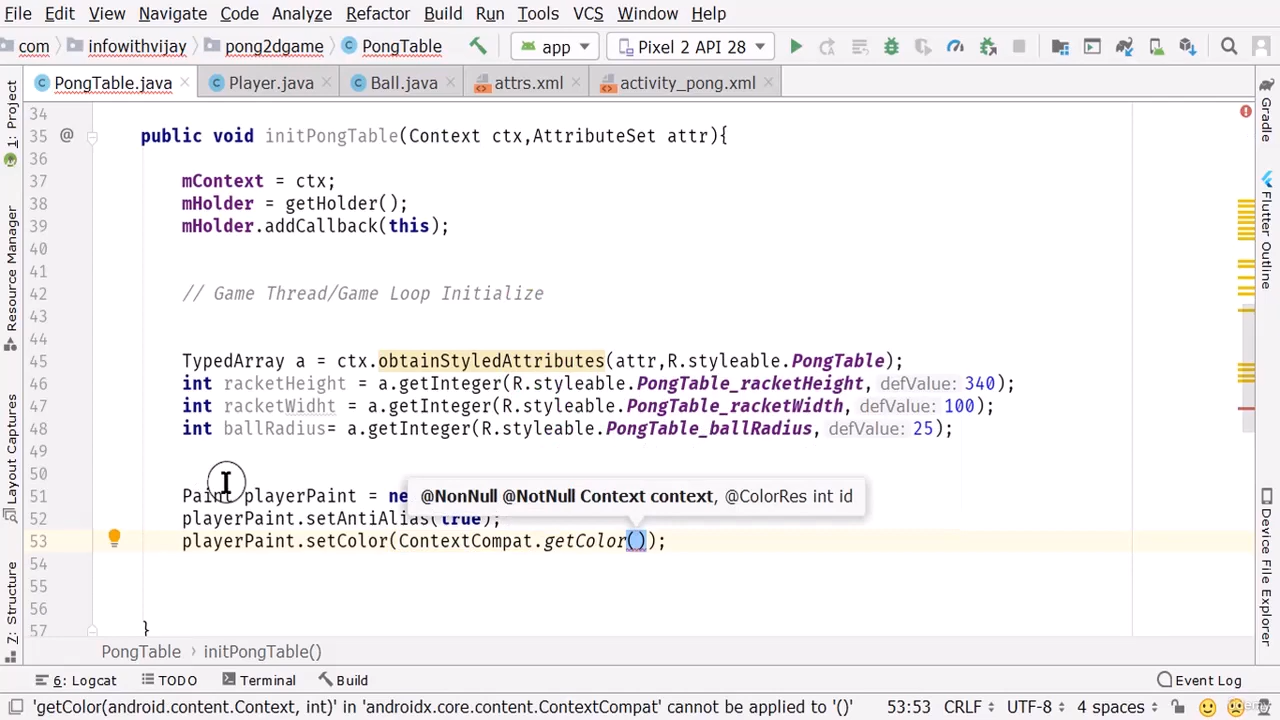 File Edit View Navigate Code Analyze Refactor Build Run Tools VCS Window Help
com infowithvijay pong2dgame PongTable app Pixel 2 API 28
PongTable.java Player.java Ball.java attrs.xml activity_pong.xml
34
35 @ public void initPongTable(Context ctx,AttributeSet attr){
36
37 mContext = ctx;
38 mHolder = getHolder();
39 mHolder.addCallback(this);
40
41
42 // Game Thread/Game Loop Initialize
43
44
45 TypedArray a = ctx.obtainStyledAttributes(attr,R.styleable.PongTable);
46 int racketHeight = a.getInteger(R.styleable.PongTable_racketHeight, defValue: 340);
47 int racketWidht = a.getInteger(R.styleable.PongTable_racketWidth, defValue: 100);
48 int ballRadius= a.getInteger(R.styleable.PongTable_ballRadius, defValue: 25);
49
50
51 Paint playerPaint = ne
@NonNull @NotNull Context context, @ColorRes int id
52 playerPaint.setAntiAlias(true);
53 playerPaint.setColor(ContextCompat.getColor());
54
55
56
57 }
PongTable initPongTable()
6: Logcat TODO Terminal Build Event Log
'getColor(android.content.Context, int)' in 'androidx.core.content.ContextCompat' cannot be applied to '()' 53:53 CRLF UTF-8 4 spaces
1: Project
Resource Manager
Layout Captures
7: Structure
Gradle
Flutter Outline
Device File Explorer